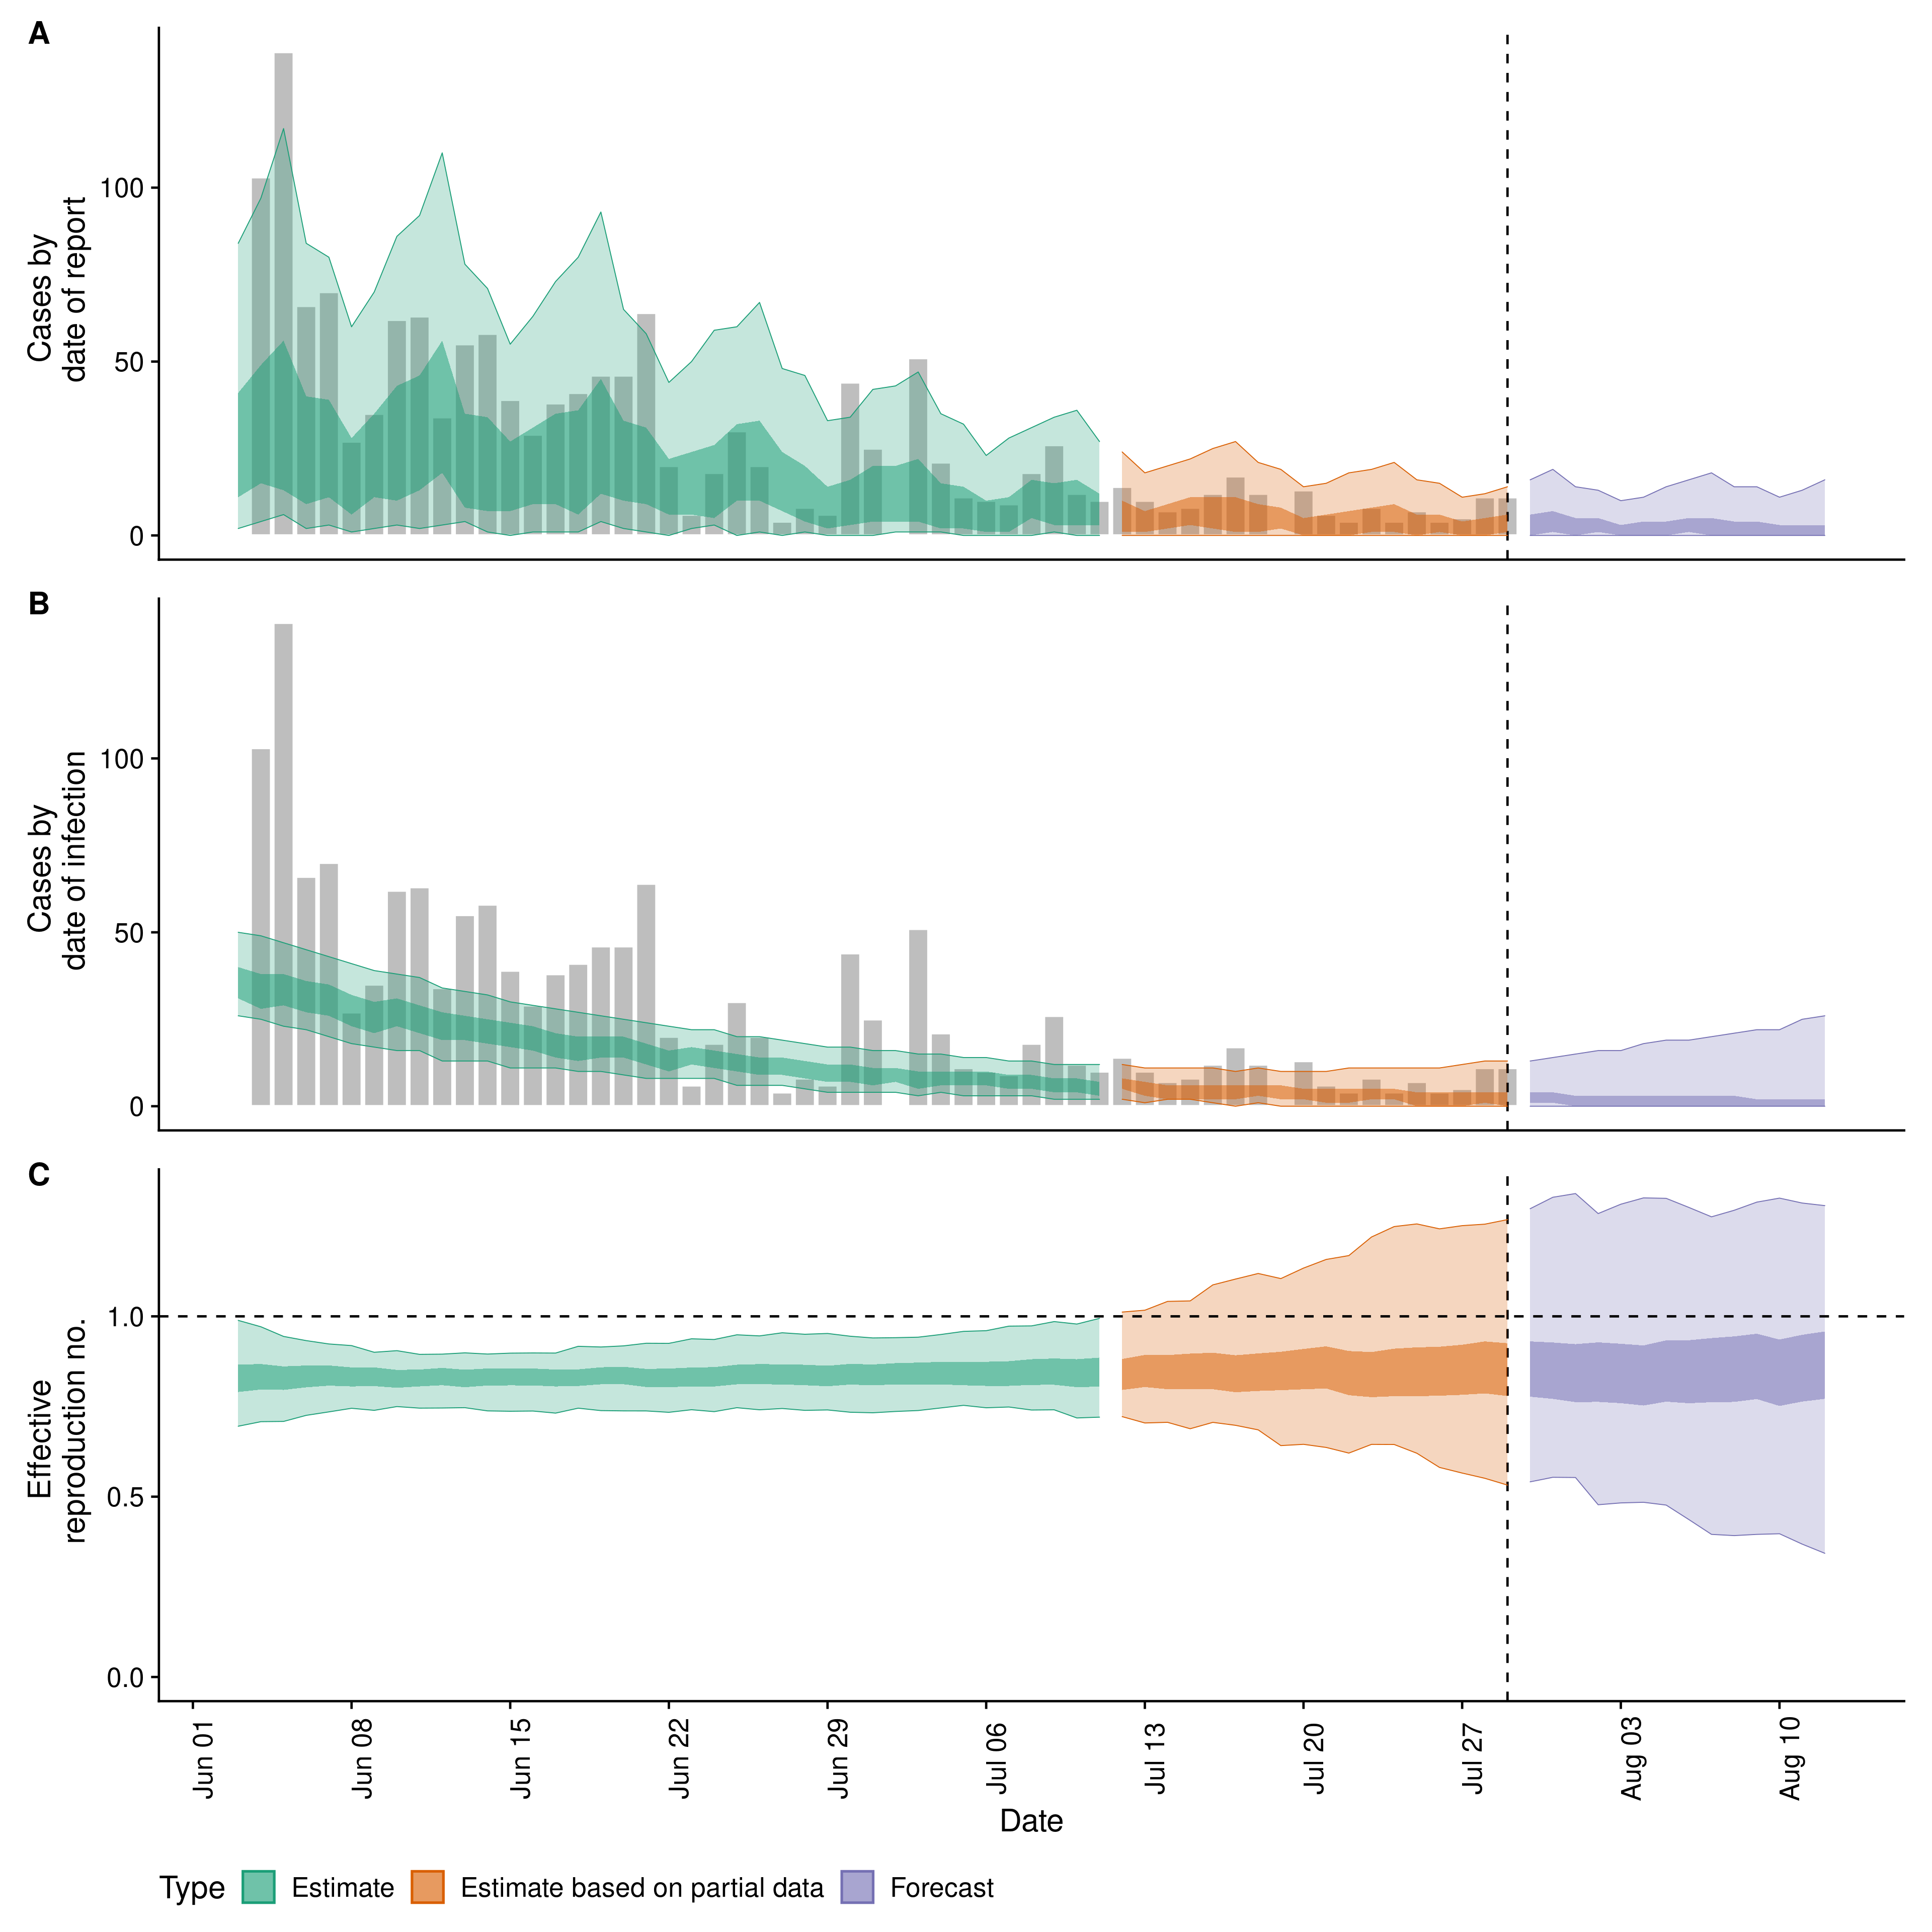 A
Cases by
date of report
100
50
0
B
Cases by
date of infection
100
50
0
C
Effective
reproduction no.
1.0
0.5
0.0
Jun 01
Jun 08
Jun 15
Jun 22
Jun 29
Jul 06
Jul 13
Jul 20
Jul 27
Aug 03
Aug 10
Date
Type Estimate Estimate based on partial data Forecast